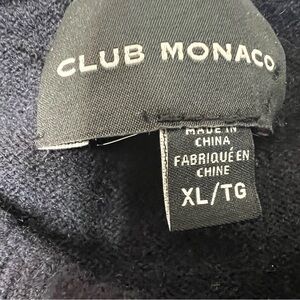 CLUB MONACO
MADE IN
CHINA
FABRIQUÉ EN
CHINE
XL/TG